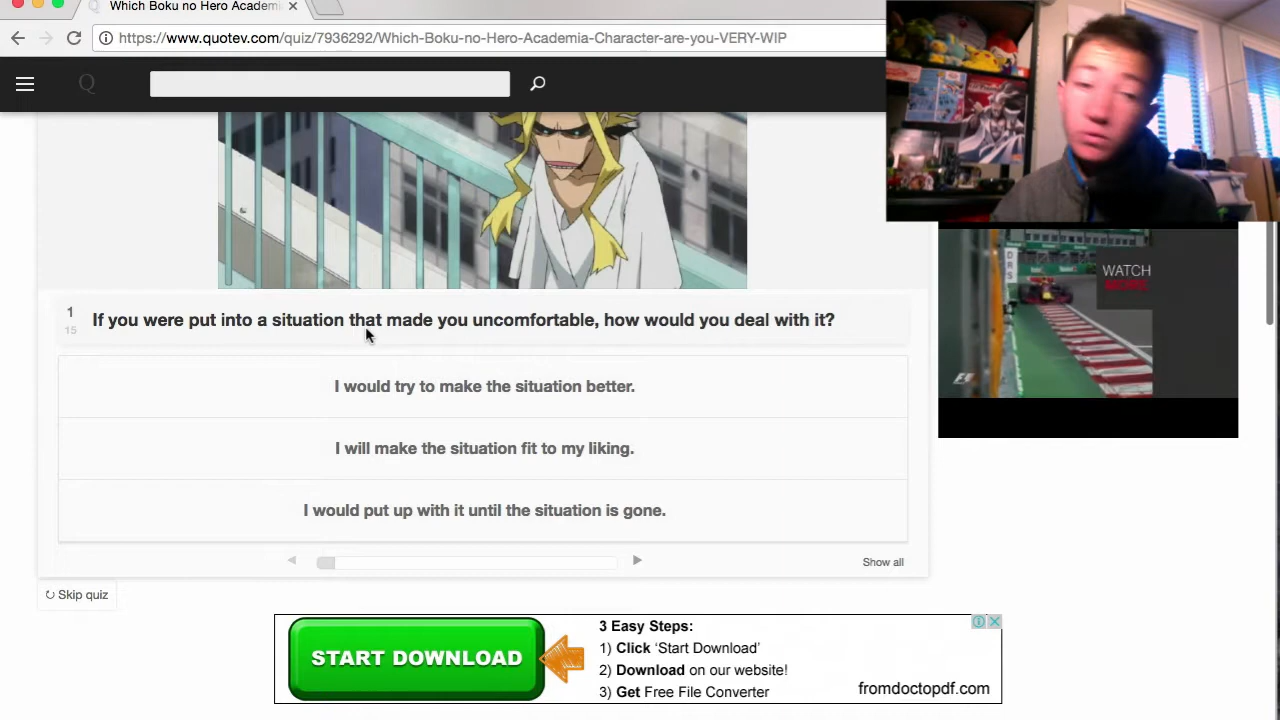 Which Boku no Hero Academi
https://www.quotev.com/quiz/7936292/Which-Boku-no-Hero-Academia-Character-are-you-VERY-WIP
Q
DRS
WATCH
1
15
If you were put into a situation that made you uncomfortable, how would you deal with it?
I would try to make the situation better.
I will make the situation fit to my liking.
I would put up with it until the situation is gone.
Show all
Skip quiz
START DOWNLOAD
3 Easy Steps:
1) Click 'Start Download'
2) Download on our website!
3) Get Free File Converter
fromdoctopdf.com